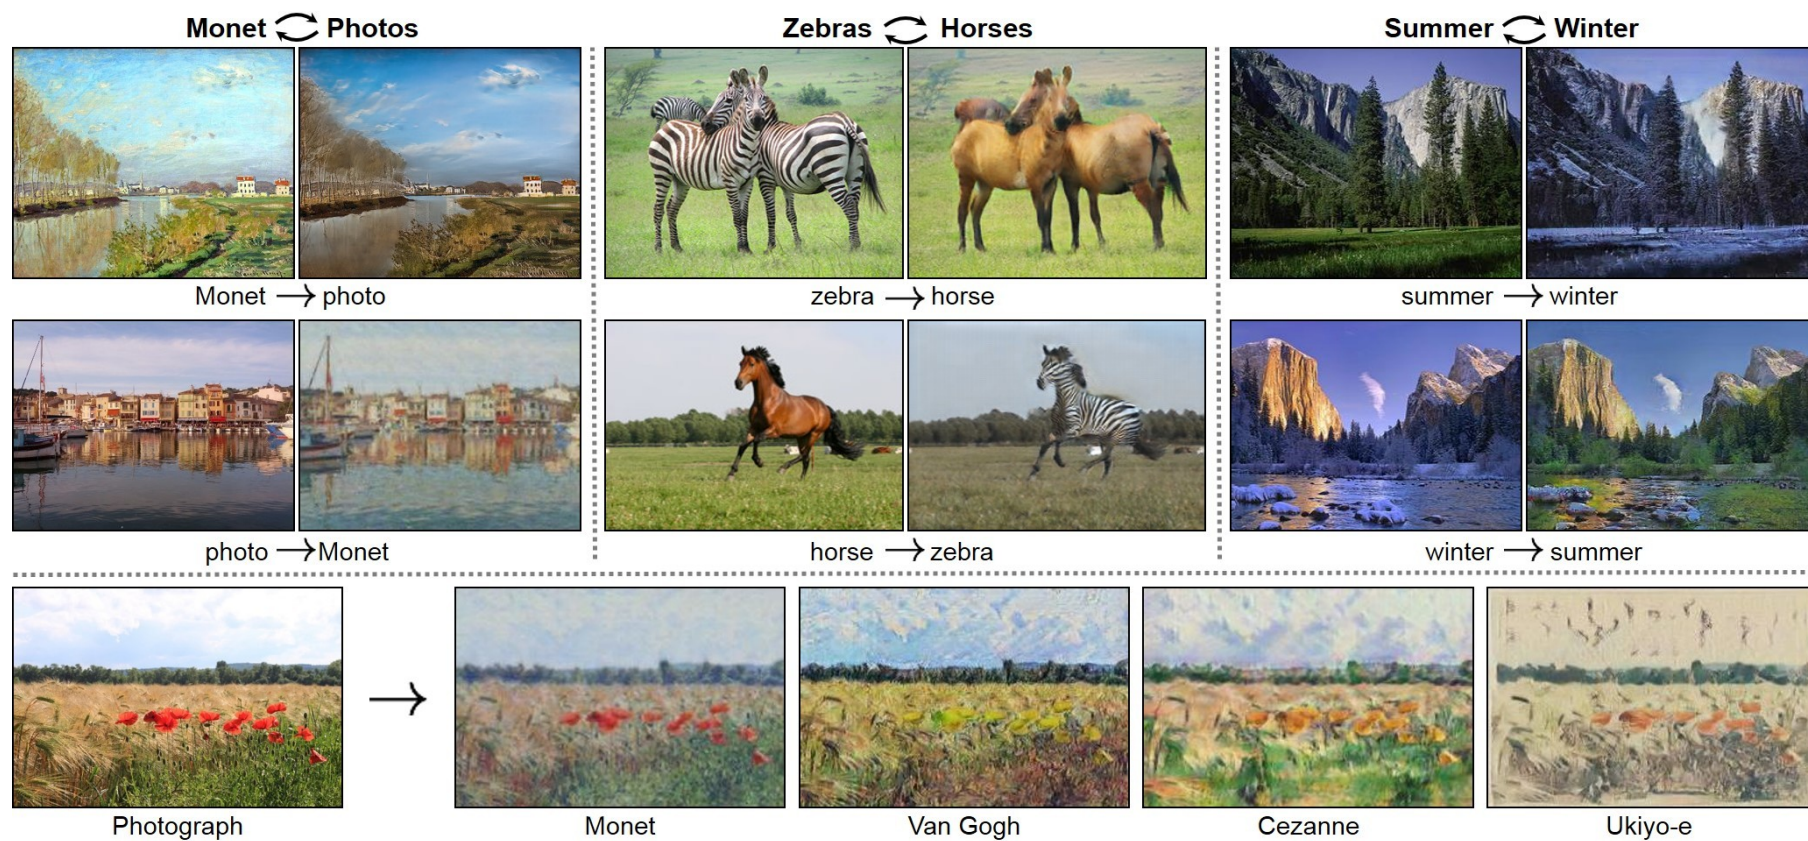 Monet Photos
Zebras Horses
Summer Winter
Monet → photo
zebra → horse
summer → winter
photo → Monet
horse → zebra
winter → summer
Photograph
Monet
Van Gogh
Cezanne
Ukiyo-e